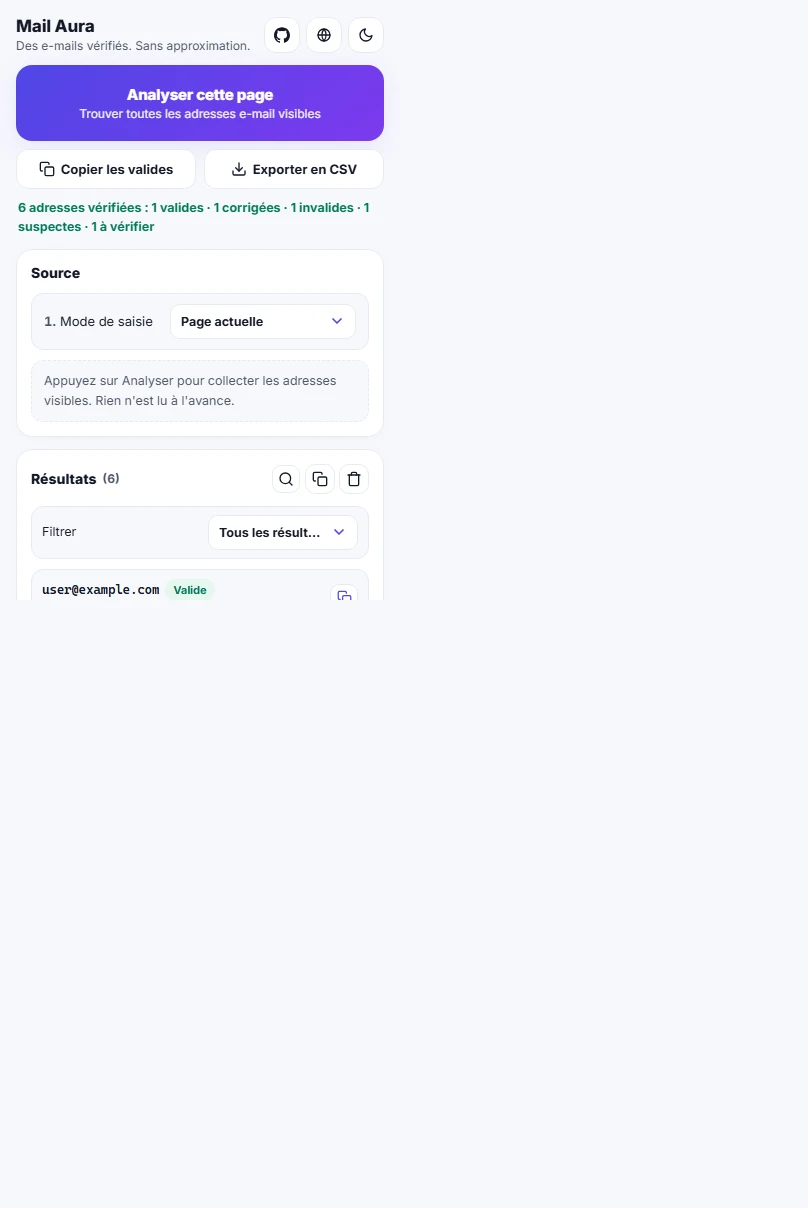 Mail Aura
Des e-mails vérifiés. Sans approximation.
Analyser cette page
Trouver toutes les adresses e-mail visibles
Copier les valides
Exporter en CSV
6 adresses vérifiées : 1 valides · 1 corrigées · 1 invalides · 1
suspectes · 1 à vérifier
Source
1. Mode de saisie
Page actuelle
Appuyez sur Analyser pour collecter les adresses
visibles. Rien n'est lu à l'avance.
Résultats (6)
Filtrer
Tous les résult...
user@example.com Valide